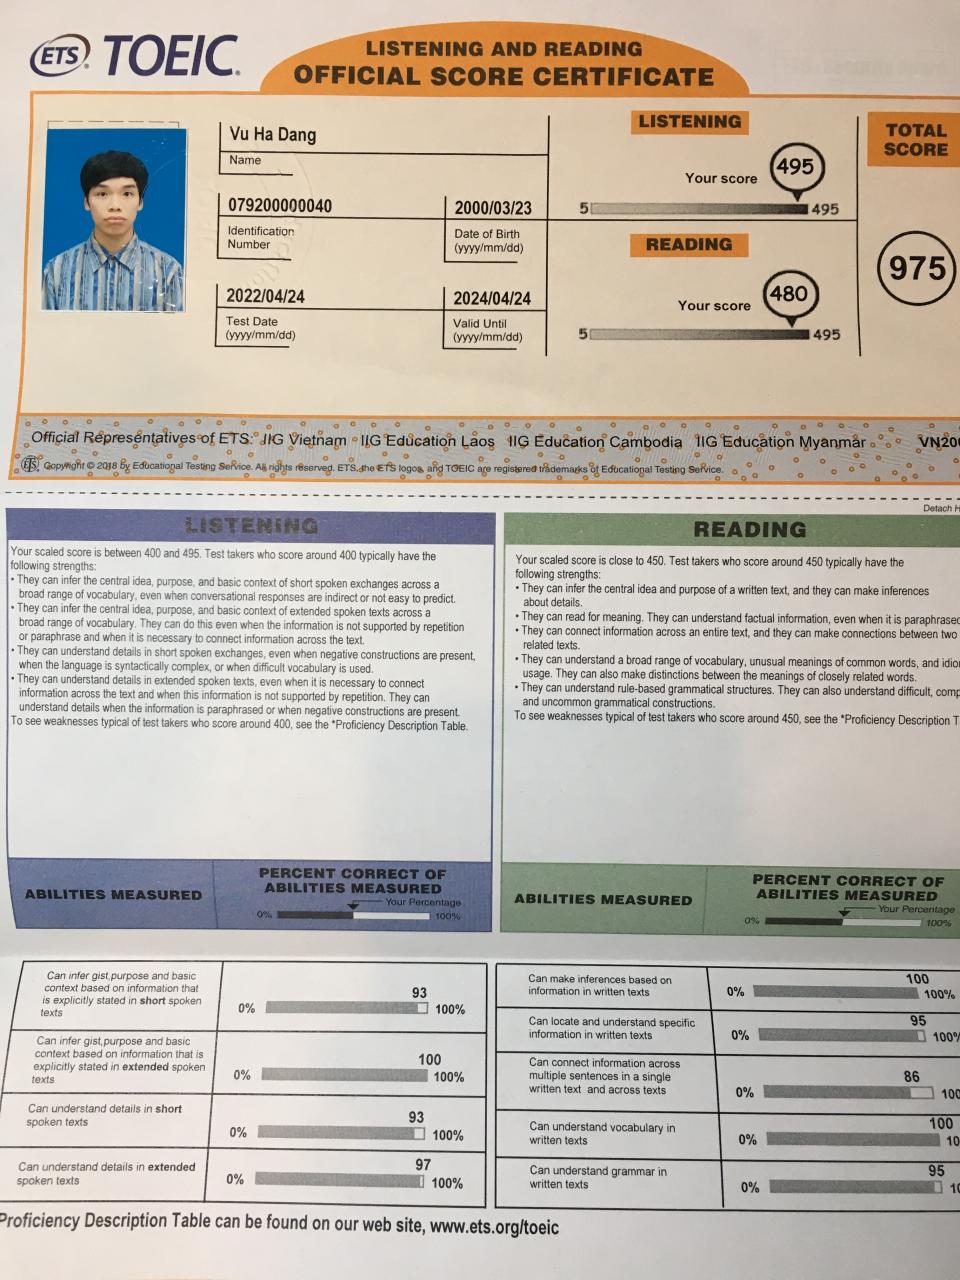 ETS® TOEIC®
LISTENING AND READING
OFFICIAL SCORE CERTIFICATE
Vu Ha Dang
Name
079200000040
Identification
Number
2000/03/23
Date of Birth
(yyyy/mm/dd)
2022/04/24
Test Date
(yyyy/mm/dd)
2024/04/24
Valid Until
(yyyy/mm/dd)
LISTENING
Your score
495
5
495
READING
Your score
480
5
495
TOTAL
SCORE
975
Official Representatives of ETS: IIG Vietnam IIG Education Laos IIG Education Cambodia IIG Education Myanmar VN20
ETS Copyright © 2018 by Educational Testing Service. All rights reserved. ETS, the ETS logos, and TOEIC are registered trademarks of Educational Testing Service.
Detach H
LISTENING
Your scaled score is between 400 and 495. Test takers who score around 400 typically have the
following strengths:
• They can infer the central idea, purpose, and basic context of short spoken exchanges across a
broad range of vocabulary, even when conversational responses are indirect or not easy to predict.
• They can infer the central idea, purpose, and basic context of extended spoken texts across a
broad range of vocabulary. They can do this even when the information is not supported by repetition
or paraphrase and when it is necessary to connect information across the text.
• They can understand details in short spoken exchanges, even when negative constructions are present,
when the language is syntactically complex, or when difficult vocabulary is used.
• They can understand details in extended spoken texts, even when it is necessary to connect
information across the text and when this information is not supported by repetition. They can
understand details when the information is paraphrased or when negative constructions are present.
To see weaknesses typical of test takers who score around 400, see the *Proficiency Description Table.
READING
Your scaled score is close to 450. Test takers who score around 450 typically have the
following strengths:
• They can infer the central idea and purpose of a written text, and they can make inferences
about details.
• They can read for meaning. They can understand factual information, even when it is paraphrased
• They can connect information across an entire text, and they can make connections between two
related texts.
• They can understand a broad range of vocabulary, unusual meanings of common words, and idio
usage. They can also make distinctions between the meanings of closely related words.
• They can understand rule-based grammatical structures. They can also understand difficult, comp
and uncommon grammatical constructions.
To see weaknesses typical of test takers who score around 450, see the *Proficiency Description T
ABILITIES MEASURED
PERCENT CORRECT OF
ABILITIES MEASURED
Your Percentage
0%
100%
ABILITIES MEASURED
PERCENT CORRECT OF
ABILITIES MEASURED
Your Percentage
0%
100%
Can infer gist,purpose and basic
context based on information that
is explicitly stated in short spoken
texts
93
0%
100%
Can infer gist,purpose and basic
context based on information that is
explicitly stated in extended spoken
texts
100
0%
100%
Can understand details in short
spoken texts
93
0%
100%
Can understand details in extended
spoken texts
97
0%
100%
Can make inferences based on
information in written texts
100
0%
100%
Can locate and understand specific
information in written texts
95
0%
100%
Can connect information across
multiple sentences in a single
written text and across texts
86
0%
100
Can understand vocabulary in
written texts
100
0%
10
Can understand grammar in
written texts
95
0%
10
Proficiency Description Table can be found on our web site, www.ets.org/toeic